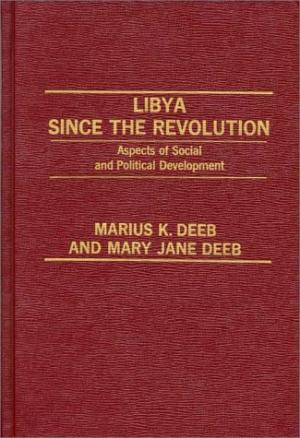 LIBYA
SINCE THE REVOLUTION
Aspects of Social
and Political Development
MARIUS K. DEEB
AND MARY JANE DEEB